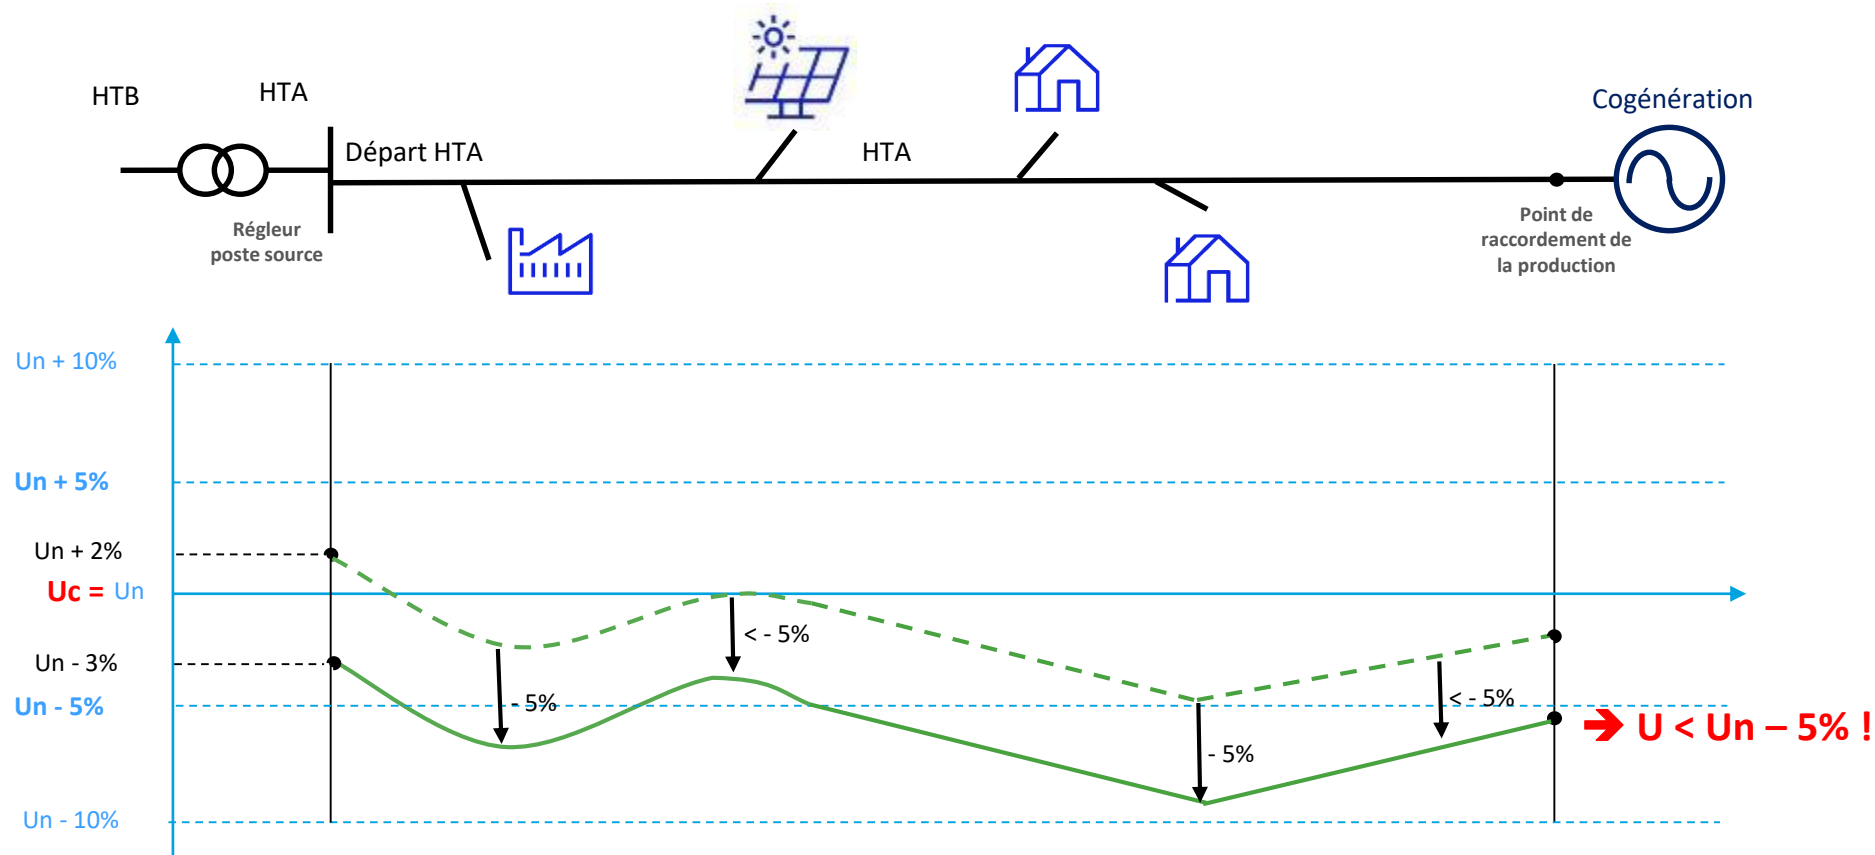 HTB
HTA
Cogénération
Départ HTA
HTA
Régleur
poste source
Point de
raccordement de
la production
Un + 10%
Un + 5%
Un + 2%
Uc = Un
< - 5%
Un - 3%
- 5%
< - 5%
Un - 5%
➔ U < Un – 5% !
- 5%
Un - 10%